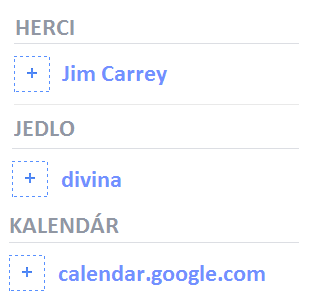 HERCI
+ Jim Carrey
JEDLO
+ divina
KALENDÁR
+ calendar.google.com